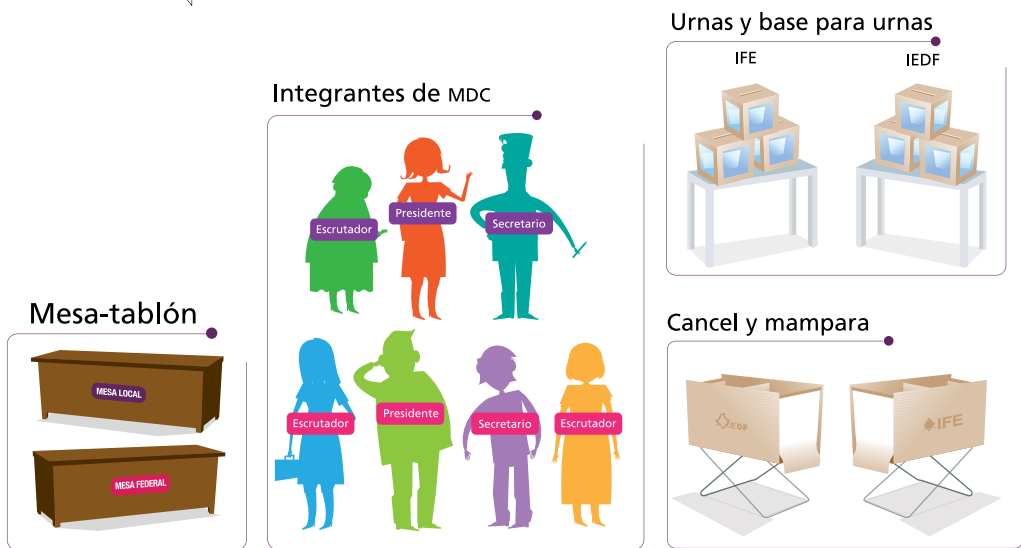 Urnas y base para urnas
IFE
IEDF
Integrantes de MDC
Escrutador
Presidente
Secretario
Mesa-tablón
MESA LOCAL
MESA FEDERAL
Escrutador
Presidente
Secretario
Escrutador
Cancel y mampara
IEDF
IFE